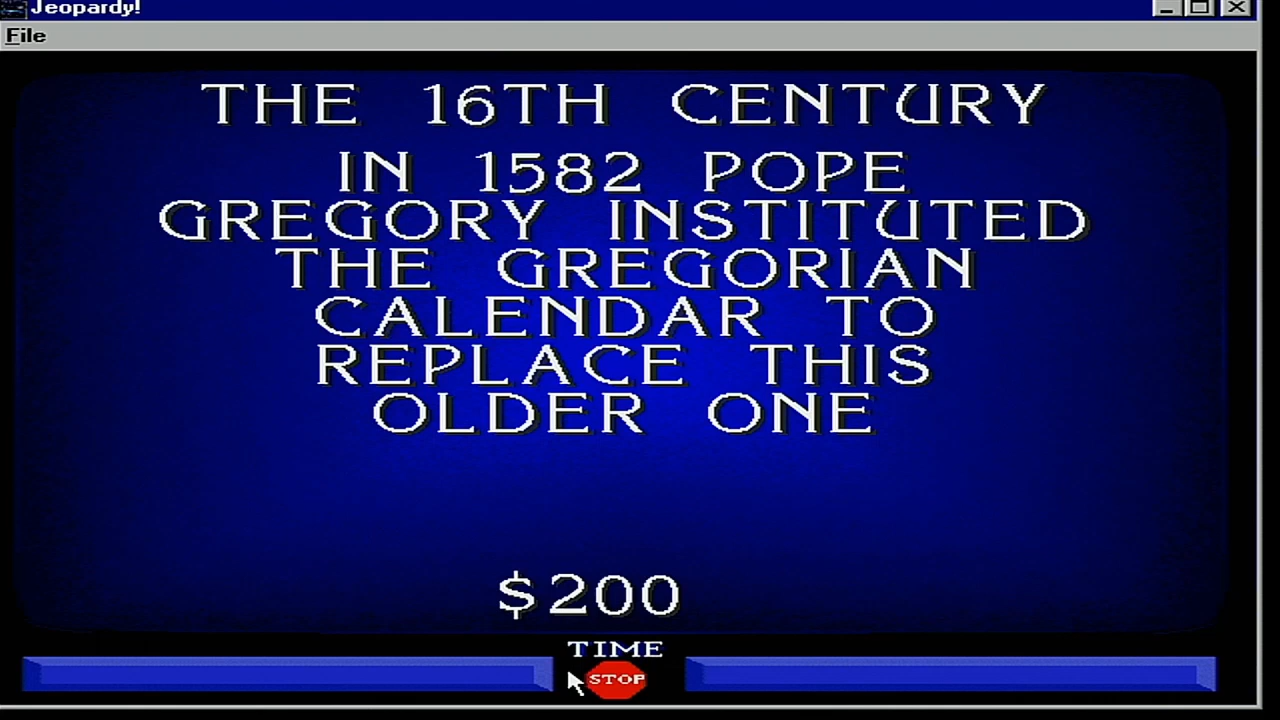 Jeopardy!
File
THE 16TH CENTURY
IN 1582 POPE
GREGORY INSTITUTED
THE GREGORIAN
CALENDAR TO
REPLACE THIS
OLDER ONE
$200
TIME
STOP